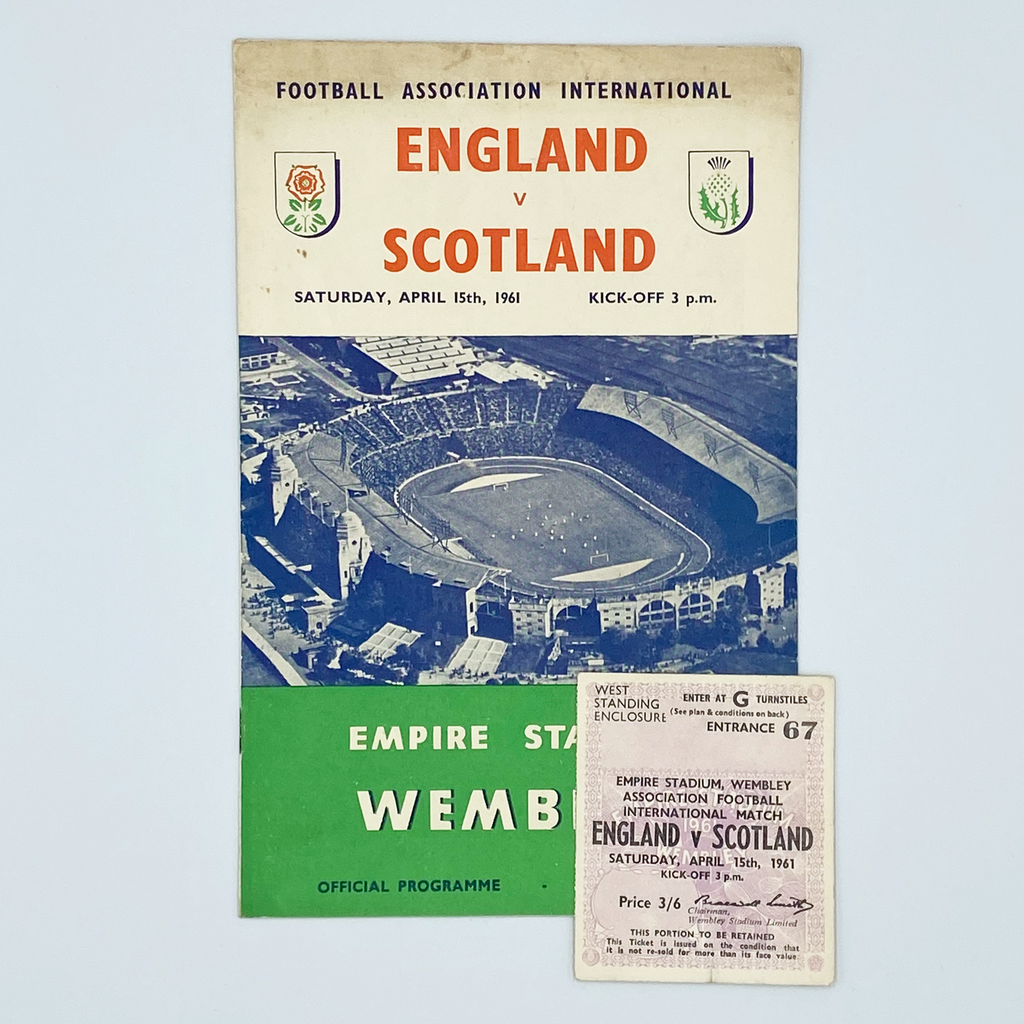 FOOTBALL ASSOCIATION INTERNATIONAL
ENGLAND
v
SCOTLAND
SATURDAY, APRIL 15th, 1961 KICK-OFF 3 p.m.
EMPIRE STA
WEMB
OFFICIAL PROGRAMME -
WEST
STANDING
ENCLOSURE
ENTER AT G TURNSTILES
(See plan & conditions on back)
ENTRANCE 67
EMPIRE STADIUM, WEMBLEY
ASSOCIATION FOOTBALL
INTERNATIONAL MATCH
ENGLAND v SCOTLAND
SATURDAY, APRIL 15th, 1961
KICK-OFF 3 p.m.
Price 3/6
Chairman,
Wembley Stadium Limited
THIS PORTION TO BE RETAINED
This Ticket is issued on the condition that
it is not re-sold for more than its face value.